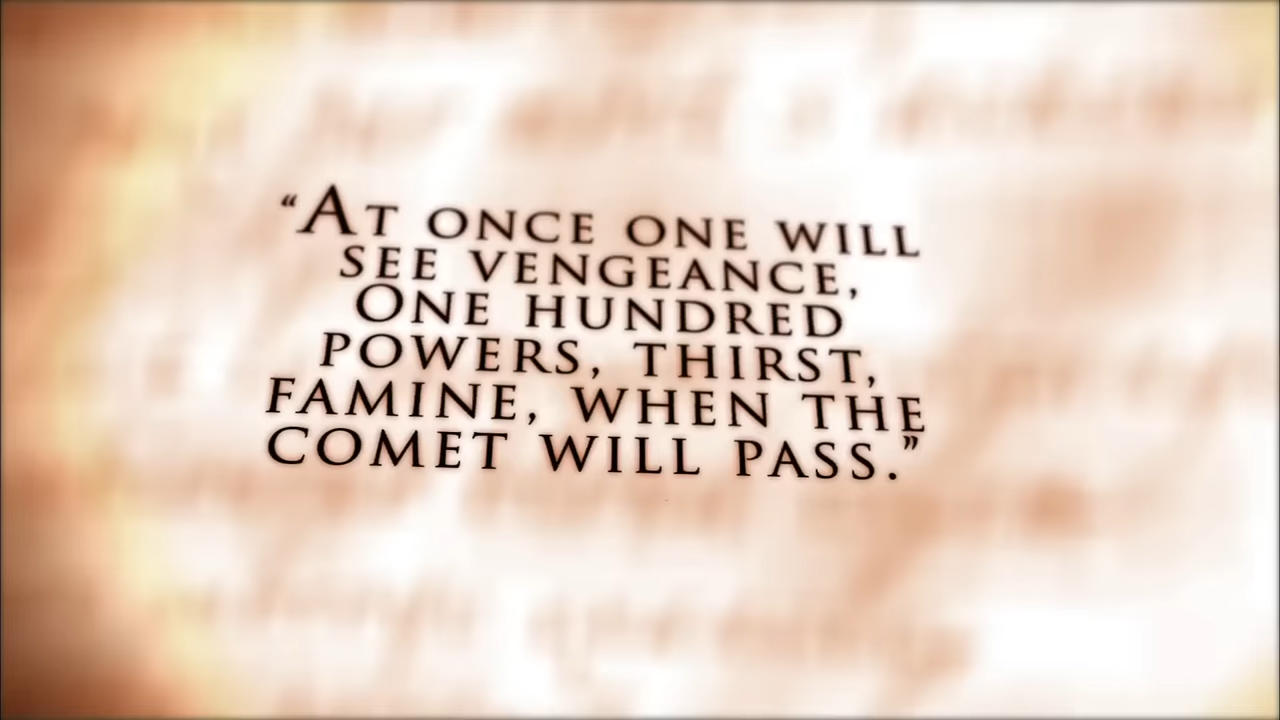 “AT ONCE ONE WILL
SEE VENGEANCE,
ONE HUNDRED
POWERS, THIRST,
FAMINE, WHEN THE
COMET WILL PASS.”